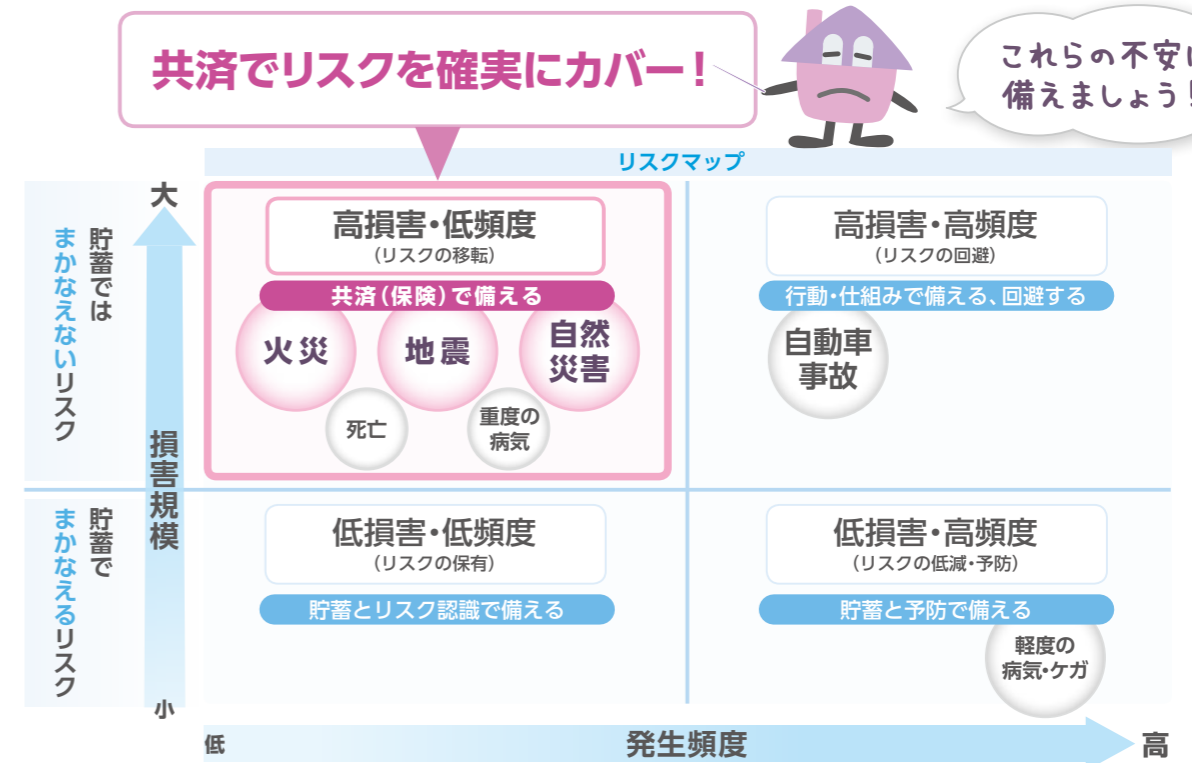 共済でリスクを確実にカバー！
これらの不安に
備えましょう！
リスクマップ
大
貯蓄では
まかなえないリスク
高損害・低頻度
（リスクの移転）
共済（保険）で備える
火災
地震
自然
災害
死亡
重度の
病気
高損害・高頻度
（リスクの回避）
行動・仕組みで備える、回避する
自動車
事故
損害規模
貯蓄で
まかなえるリスク
低損害・低頻度
（リスクの保有）
貯蓄とリスク認識で備える
低損害・高頻度
（リスクの低減・予防）
貯蓄と予防で備える
軽度の
病気・ケガ
小
低
発生頻度
高